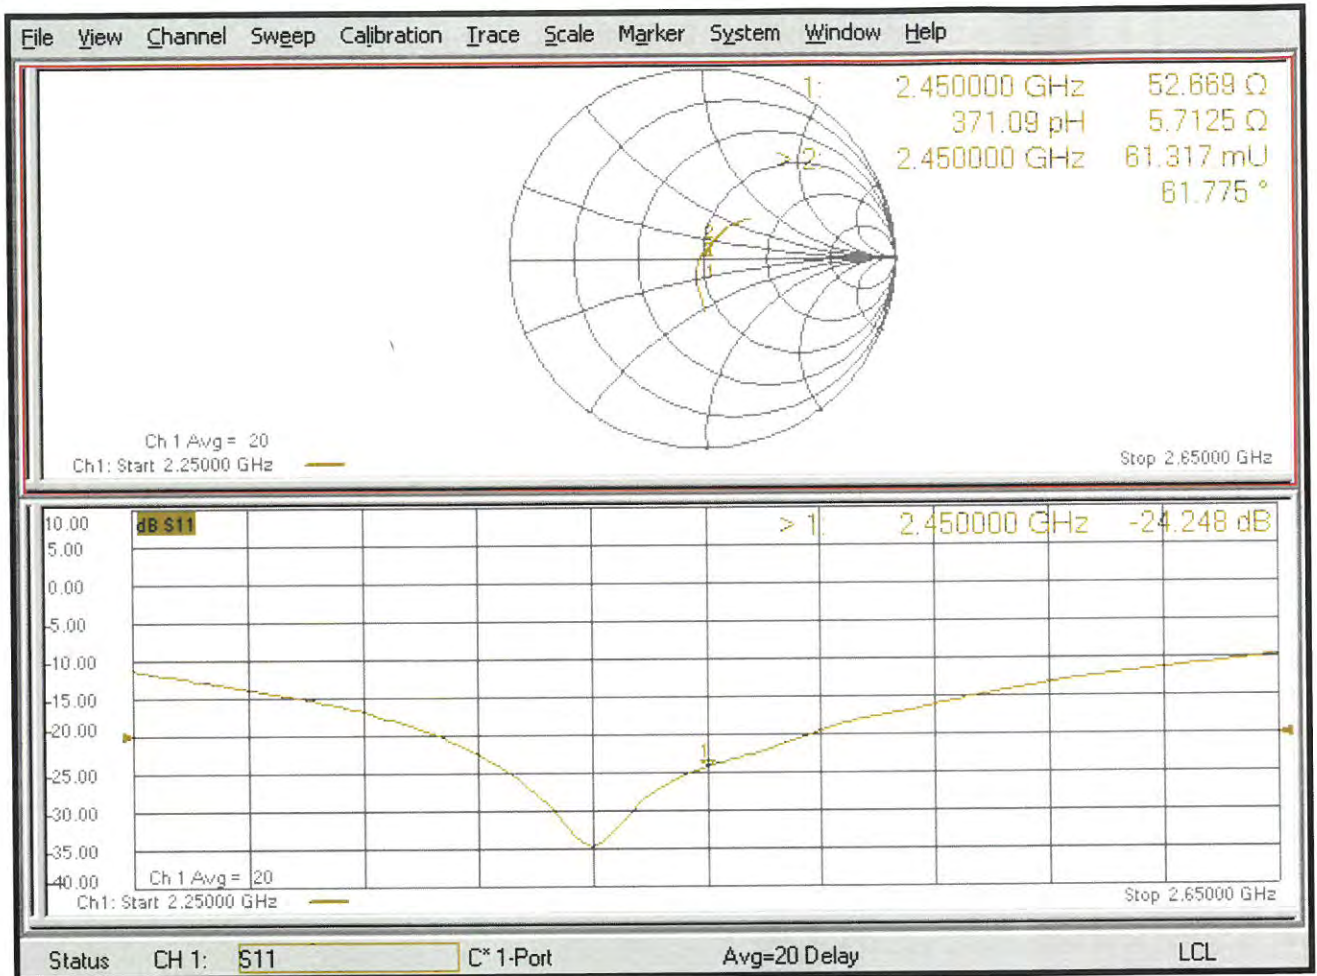 File View Channel Sweep Calibration Trace Scale Marker System Window Help
1: 2.450000 GHz 52.669 Ω
371.09 pH 5.7125 Ω
> 2: 2.450000 GHz 61.317 mU
61.775 °
2
1
Ch 1 Avg = 20
Ch1: Start 2.25000 GHz
Stop 2.65000 GHz
10.00 dB S11 > 1: 2.450000 GHz -24.248 dB
5.00
0.00
-5.00
-10.00
-15.00
-20.00
1
-25.00
-30.00
-35.00
-40.00
Ch 1 Avg = 20
Ch1: Start 2.25000 GHz
Stop 2.65000 GHz
Status CH 1: S11 C* 1-Port Avg=20 Delay LCL